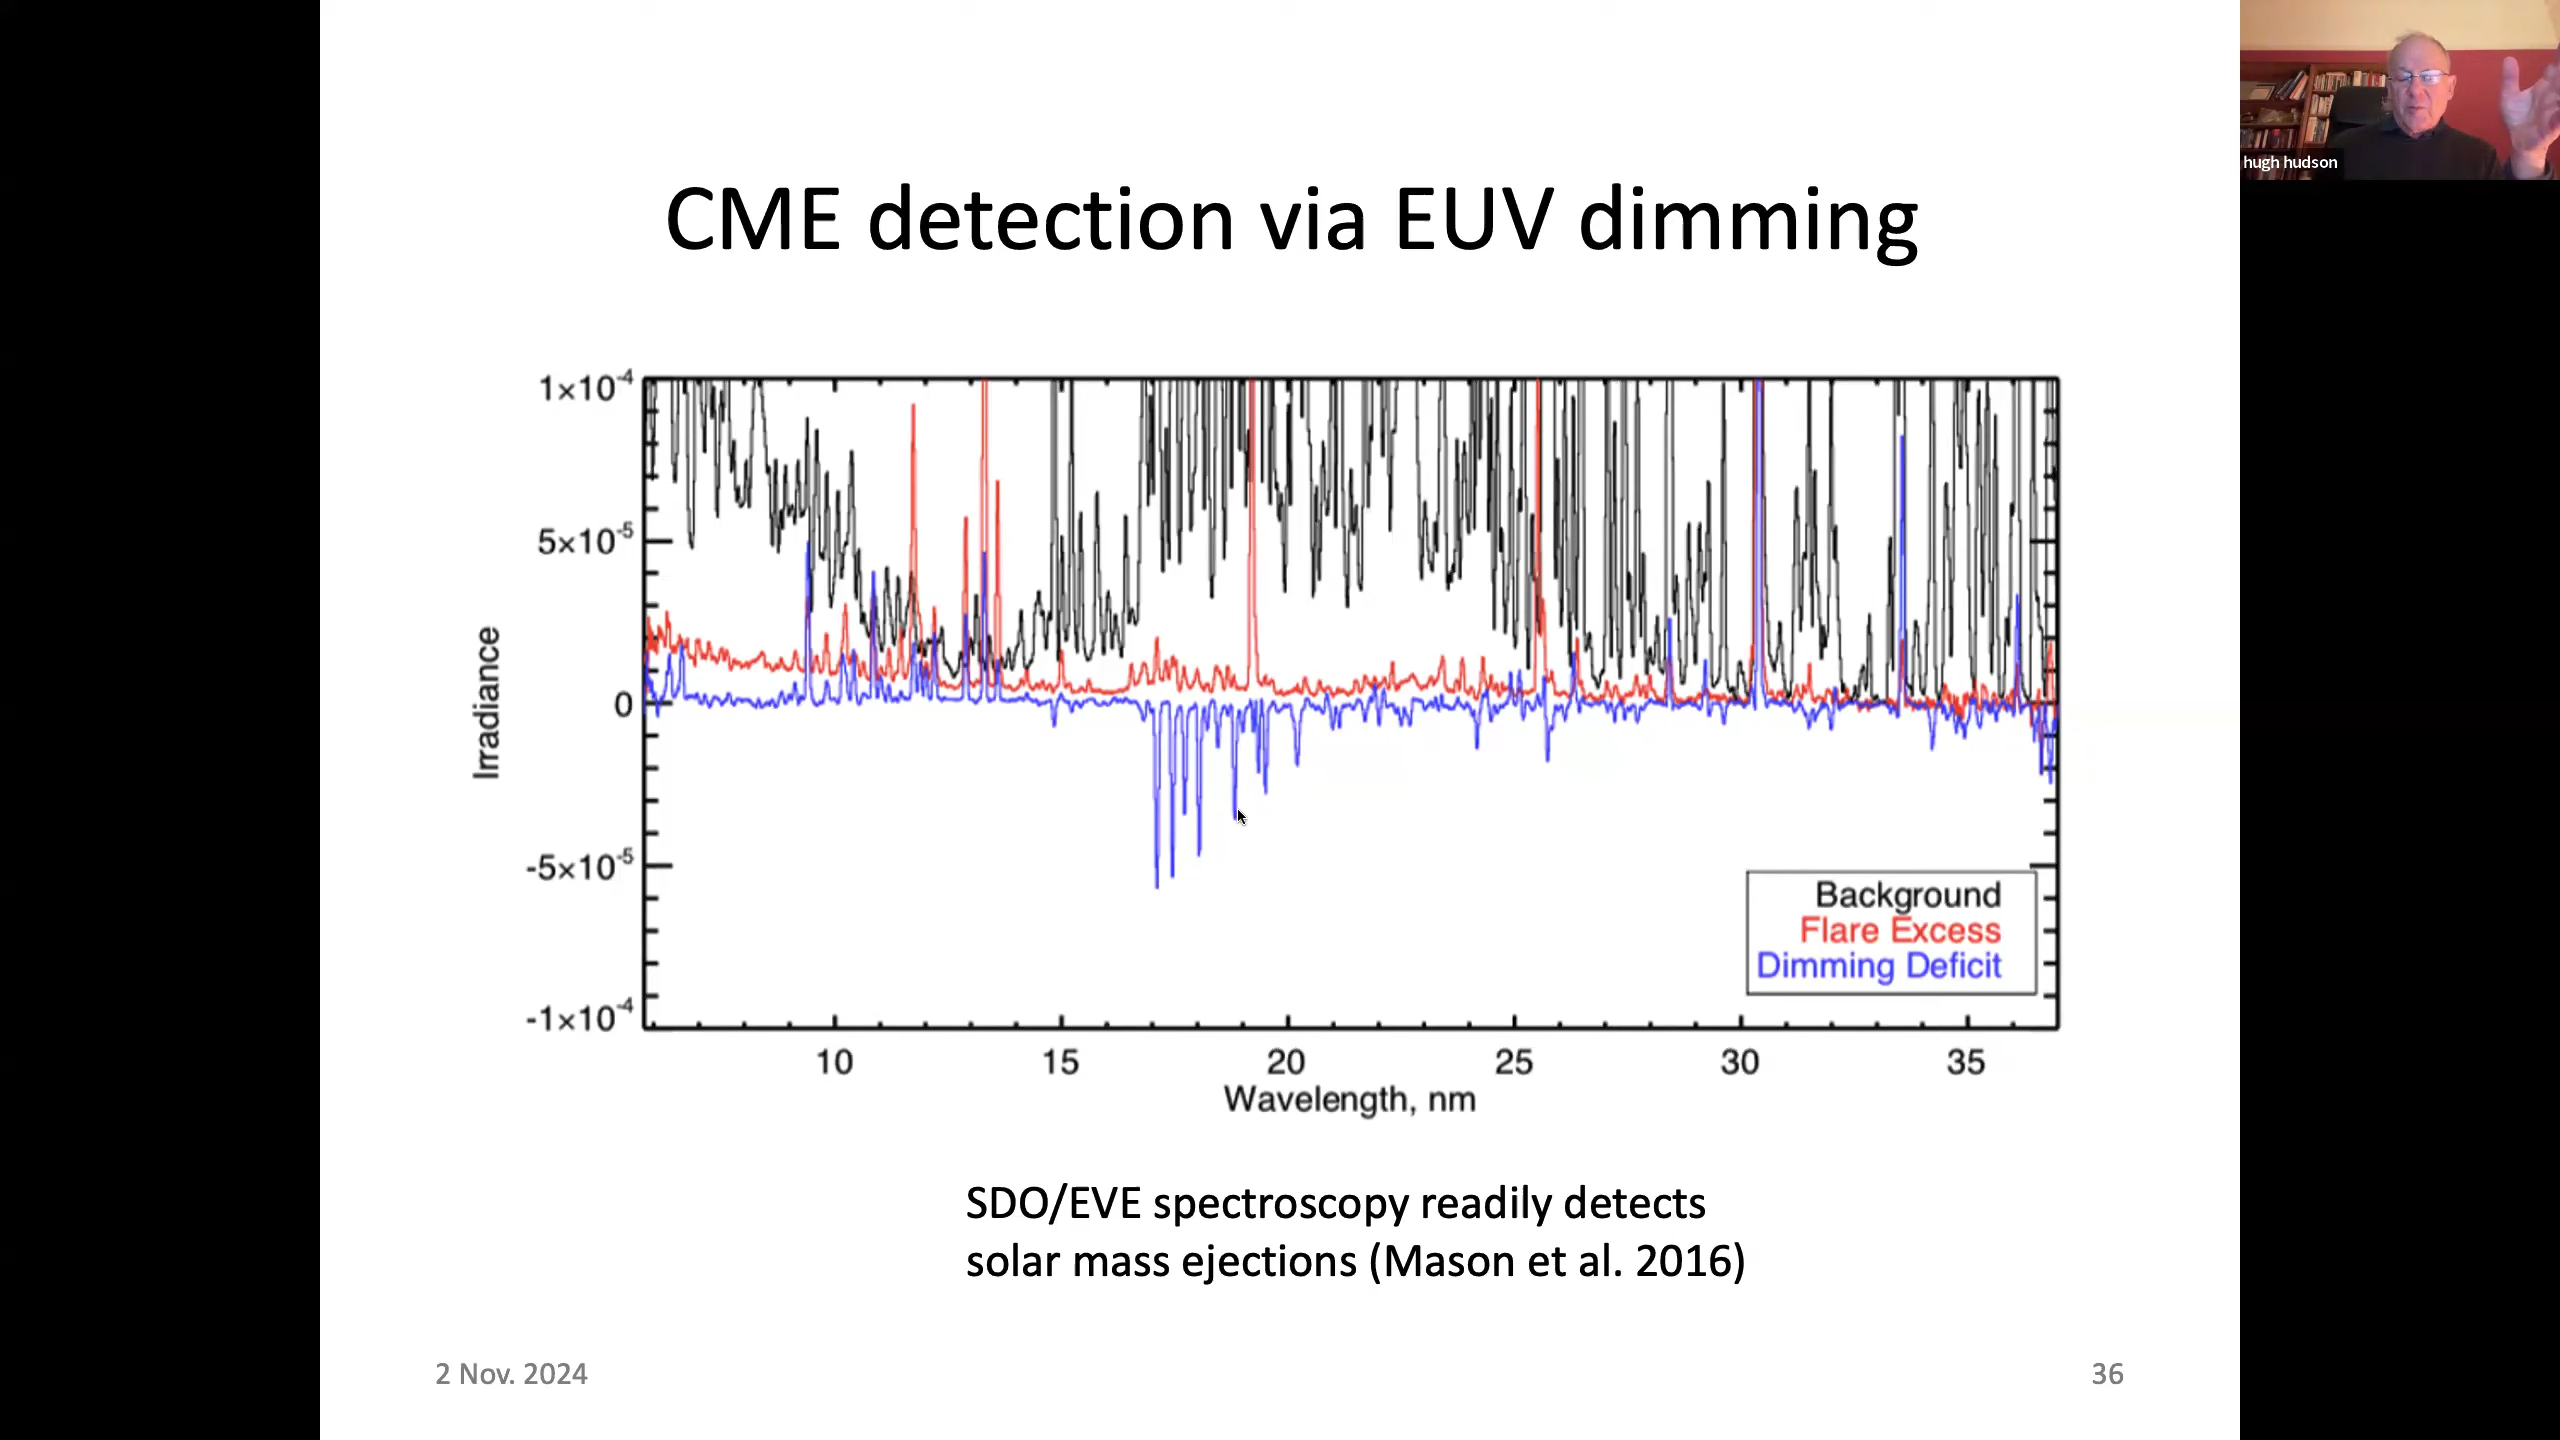 hugh hudson
CME detection via EUV dimming
1×10⁻⁴
5×10⁻⁵
0
-5×10⁻⁵
-1×10⁻⁴
Irradiance
Background
Flare Excess
Dimming Deficit
10 15 20 25 30 35
Wavelength, nm
SDO/EVE spectroscopy readily detects
solar mass ejections (Mason et al. 2016)
2 Nov. 2024
36